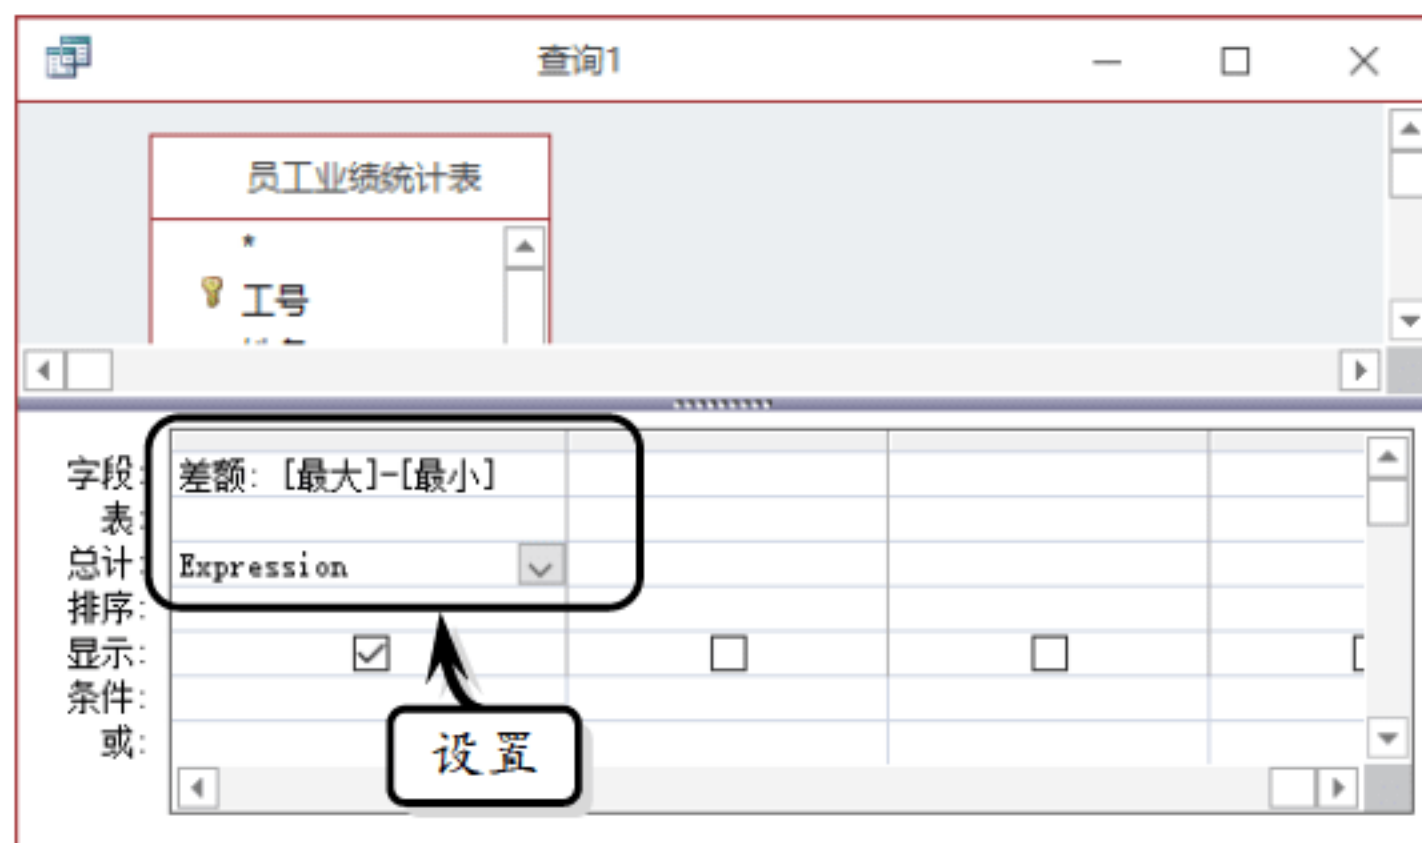 查询1
员工业绩统计表
*
工号
字段: 差额: [最大]-[最小]
表:
总计: Expression
排序:
显示:
条件:
或:
设置